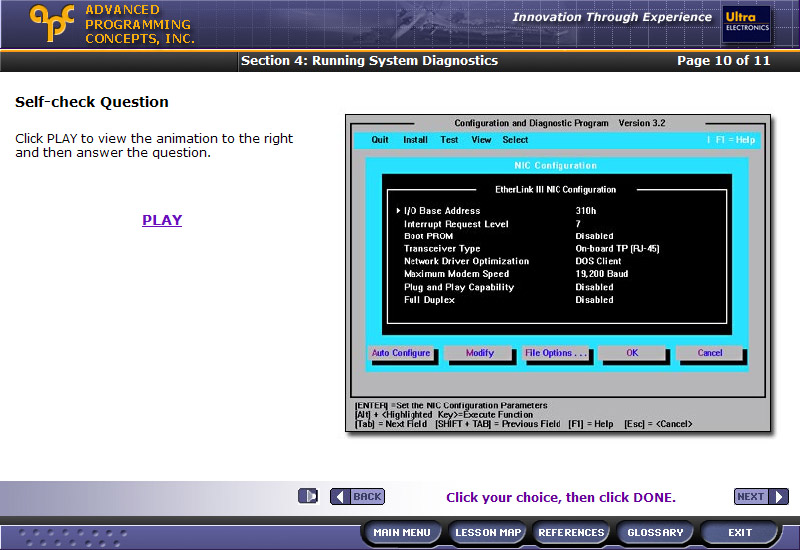 ADVANCED
PROGRAMMING
CONCEPTS, INC.
apc
Innovation Through Experience
Ultra
ELECTRONICS
Section 4: Running System Diagnostics
Page 10 of 11
Self-check Question
Click PLAY to view the animation to the right
and then answer the question.
PLAY
Configuration and Diagnostic Program Version 3.2
Quit Install Test View Select | F1 = Help
NIC Configuration
EtherLink III NIC Configuration
I/O Base Address 310h
Interrupt Request Level 7
Boot PROM Disabled
Transceiver Type On-board TP (RJ-45)
Network Driver Optimization DOS Client
Maximum Modem Speed 19,200 Baud
Plug and Play Capability Disabled
Full Duplex Disabled
Auto Configure Modify File Options . . . OK Cancel
[ENTER] =Set the NIC Configuration Parameters
[Alt] + <Highlighted Key>=Execute Function
[Tab] = Next Field [SHIFT + TAB] = Previous Field [F1] = Help [Esc] = <Cancel>
BACK
Click your choice, then click DONE.
NEXT
MAIN MENU LESSON MAP REFERENCES GLOSSARY EXIT